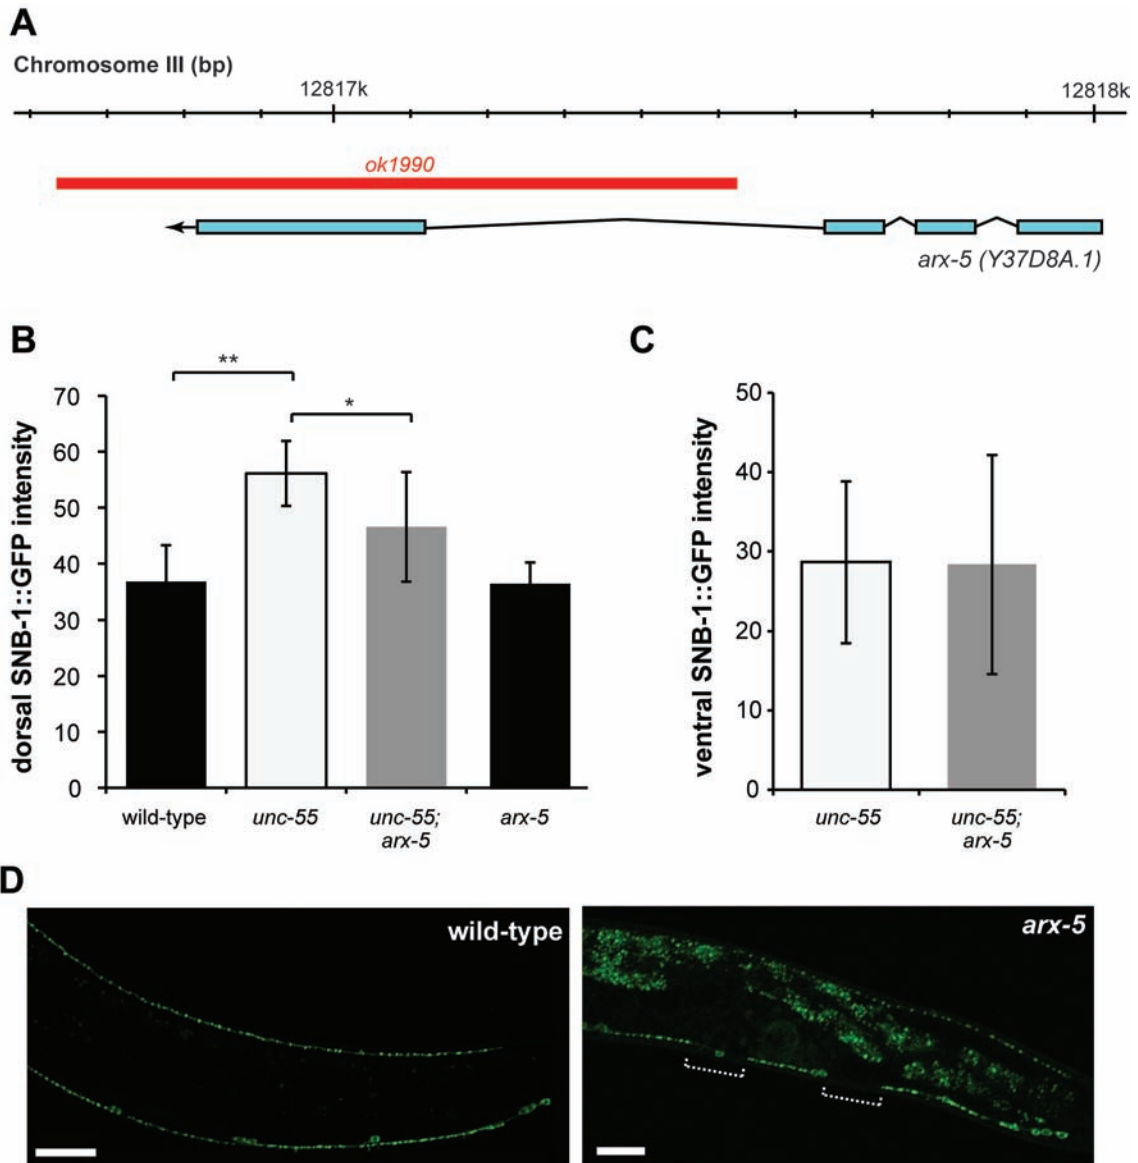 A
Chromosome III (bp)
12817k
12818k
ok1990
arx-5 (Y37D8A.1)
B
**
*
dorsal SNB-1::GFP intensity
70
60
50
40
30
20
10
0
wild-type
unc-55
unc-55;
arx-5
arx-5
C
ventral SNB-1::GFP intensity
50
40
30
20
10
0
unc-55
unc-55;
arx-5
D
wild-type
arx-5